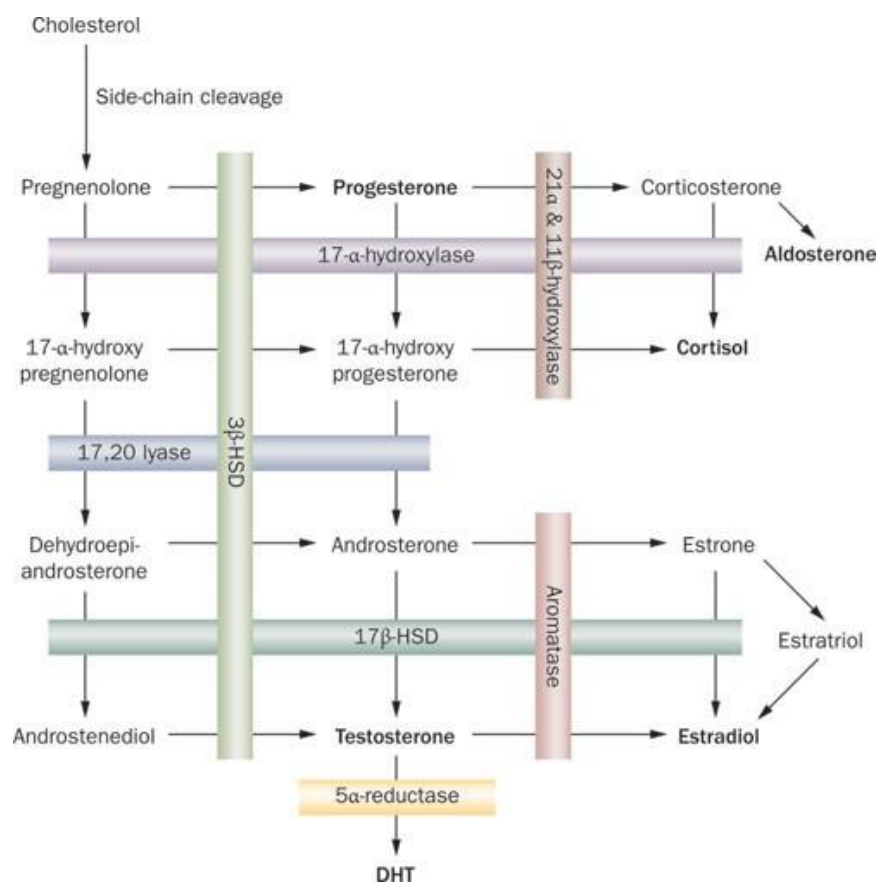 Cholesterol
Side-chain cleavage
Pregnenolone
Progesterone
21α & 11β-hydroxylase
Corticosterone
17-α-hydroxylase
Aldosterone
17-α-hydroxy
pregnenolone
17-α-hydroxy
progesterone
Cortisol
3β-HSD
17,20 lyase
Dehydroepi-
androsterone
Androsterone
Aromatase
Estrone
17β-HSD
Estratriol
Androstenediol
Testosterone
Estradiol
5α-reductase
DHT